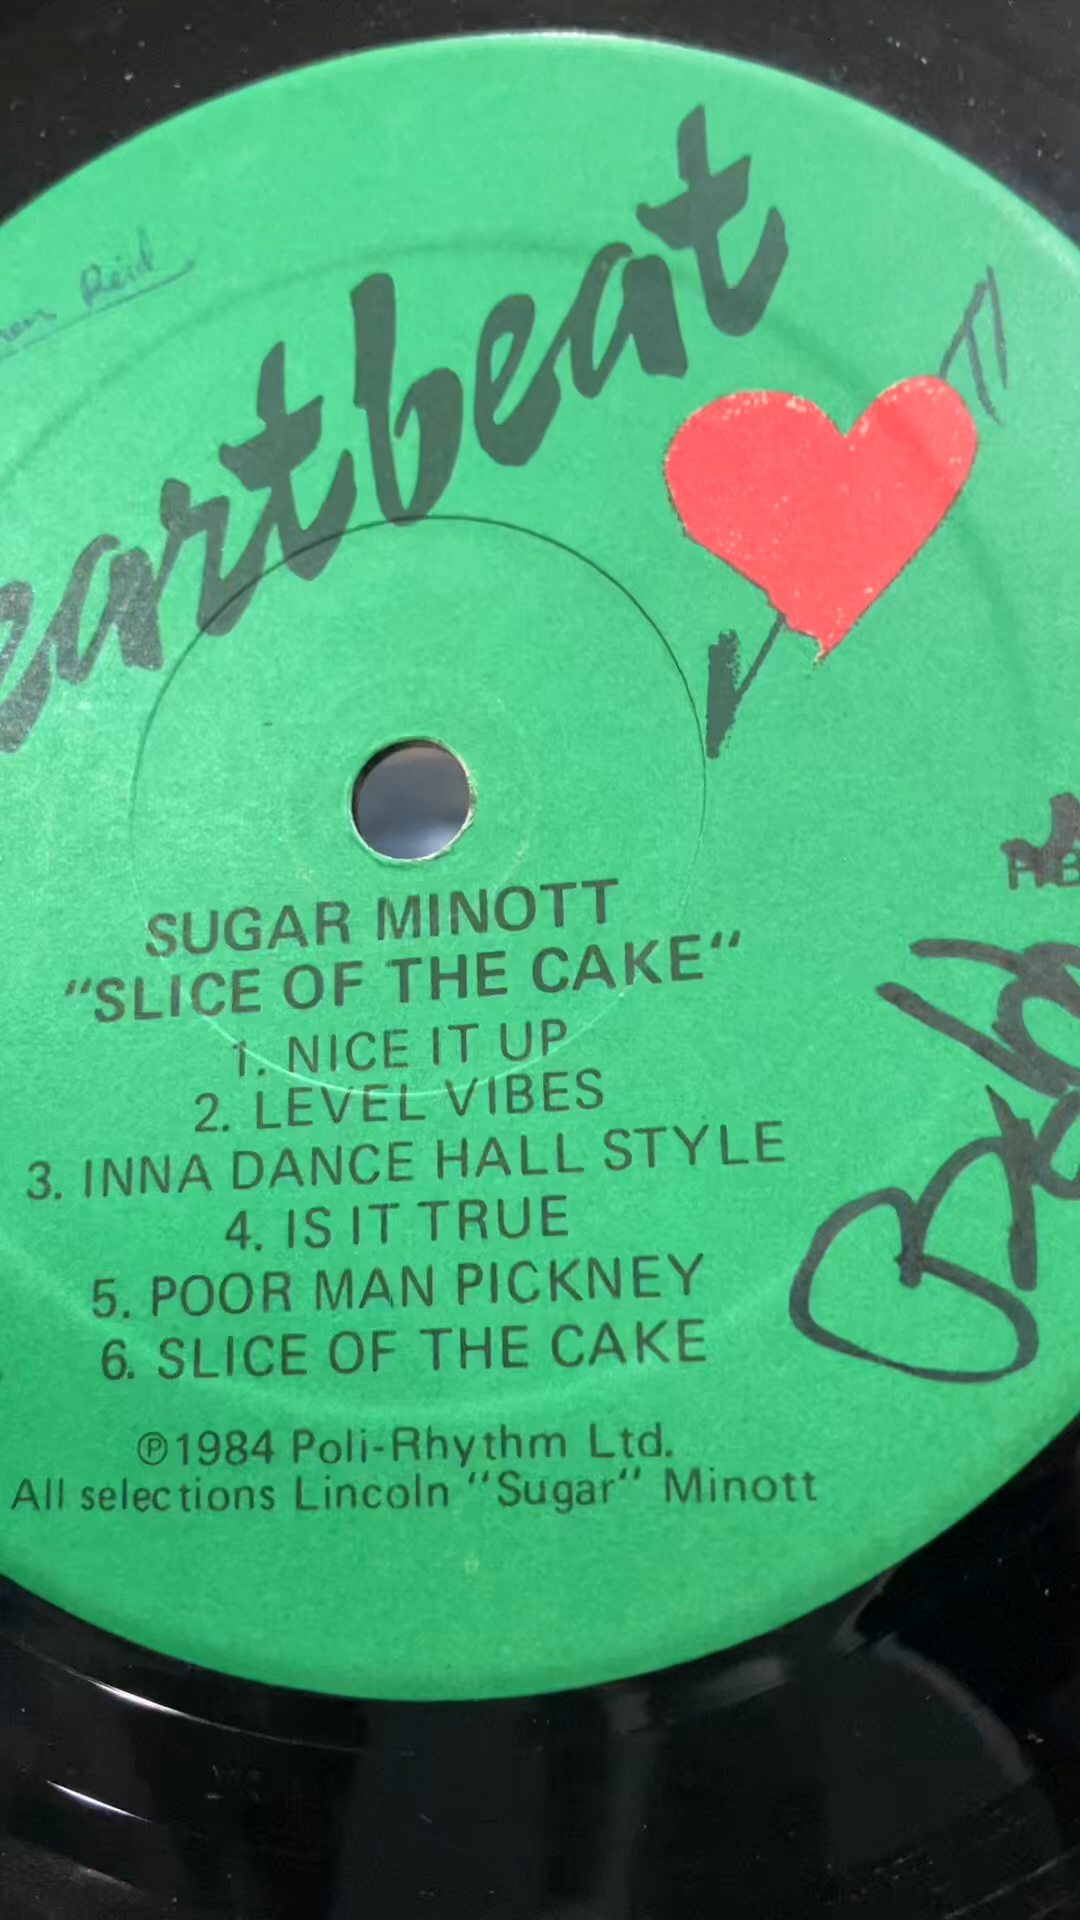 Reid
eartbeat
SUGAR MINOTT
"SLICE OF THE CAKE"
1. NICE IT UP
2. LEVEL VIBES
3. INNA DANCE HALL STYLE
4. IS IT TRUE
5. POOR MAN PICKNEY
6. SLICE OF THE CAKE
℗1984 Poli-Rhythm Ltd.
All selections Lincoln "Sugar" Minott